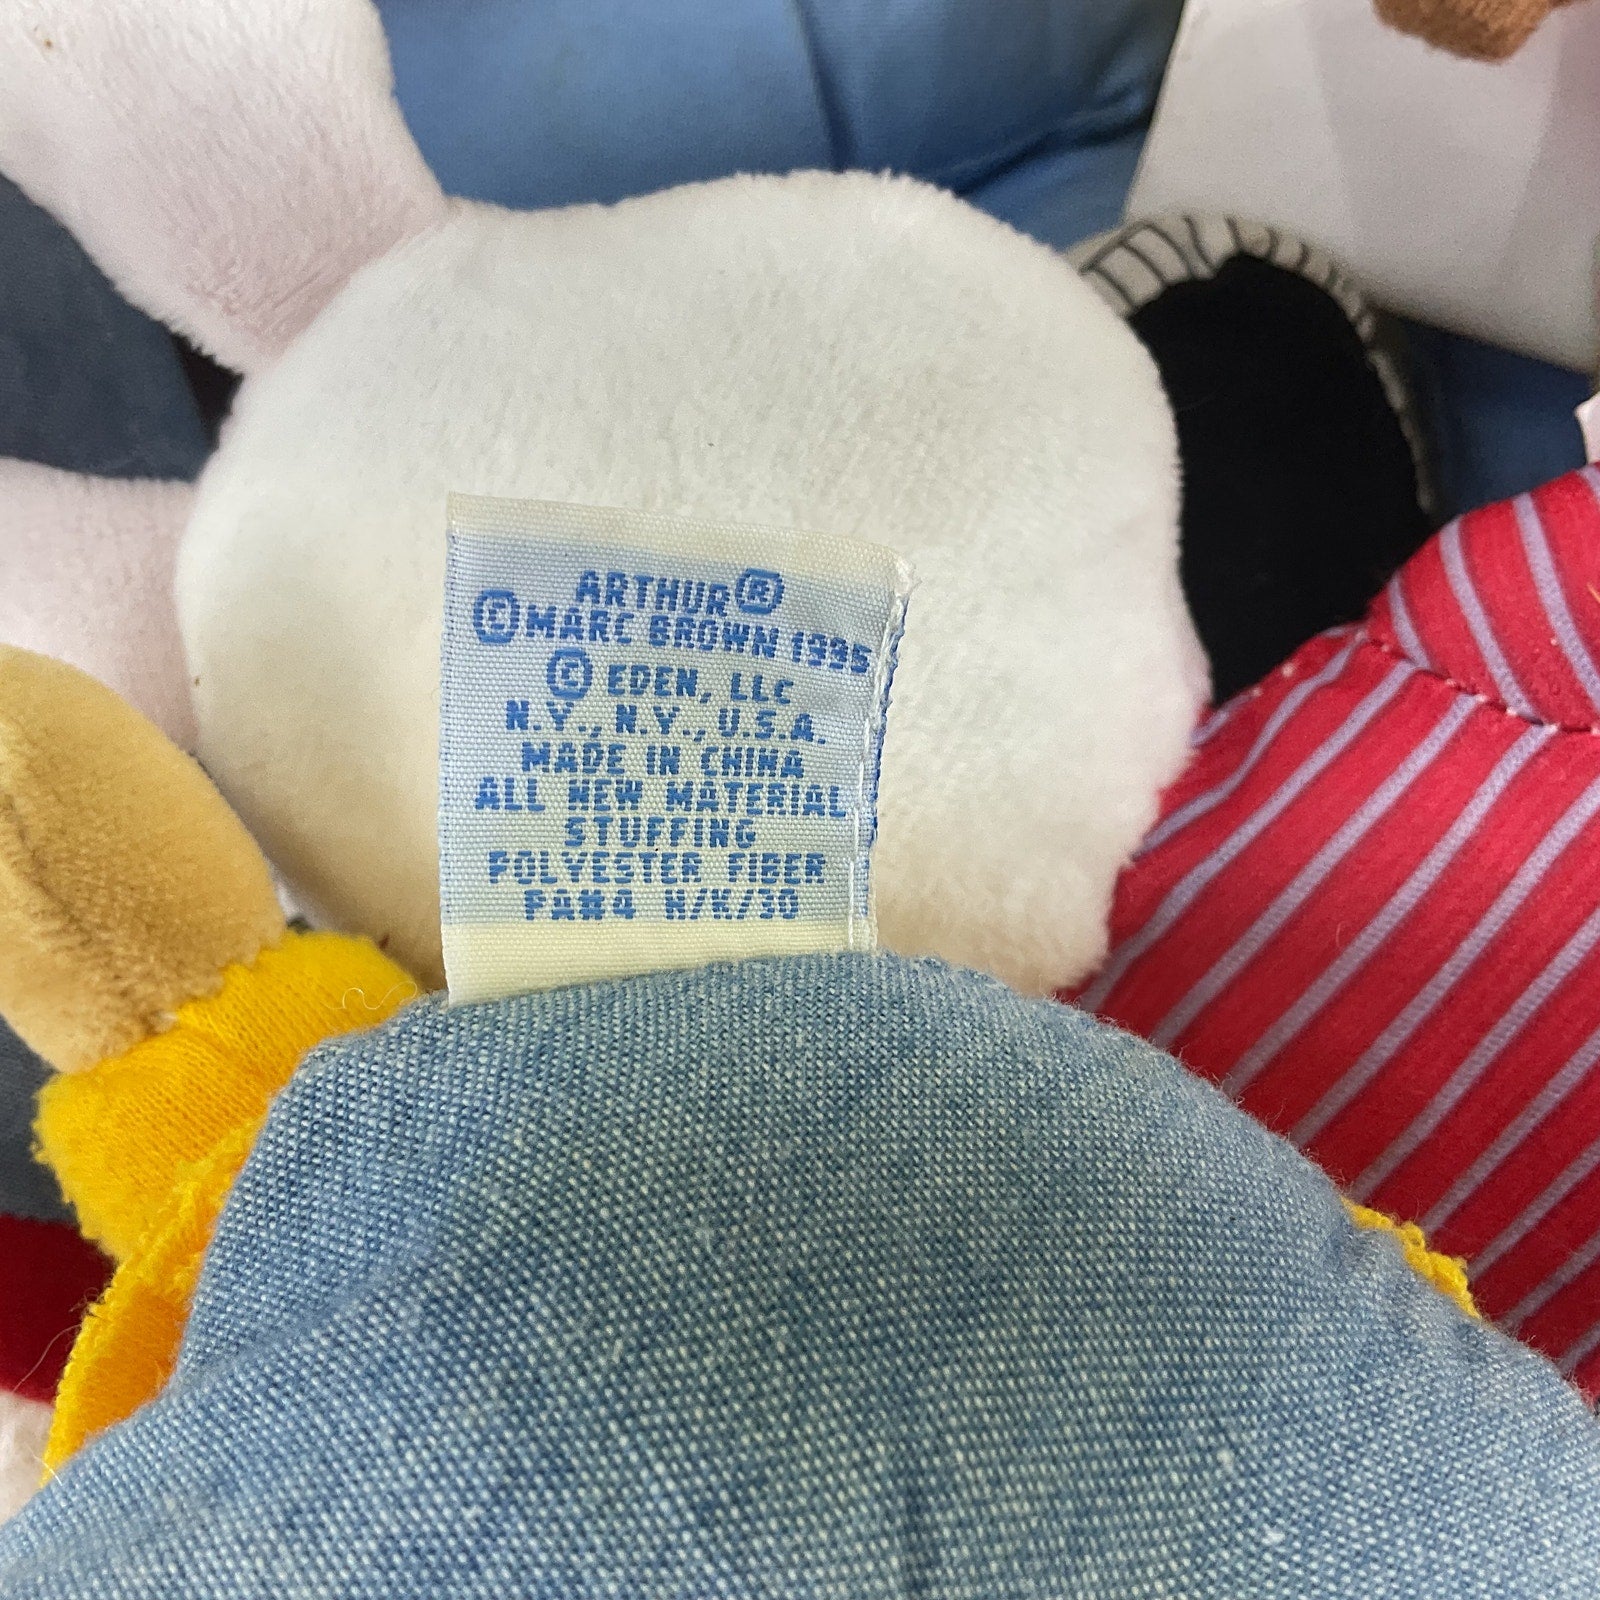 ARTHUR®
© MARC BROWN 1995
© EDEN, LLC
N.Y., N.Y., U.S.A.
MADE IN CHINA
ALL NEW MATERIAL
STUFFING
POLYESTER FIBER
PA#4 H/K/30